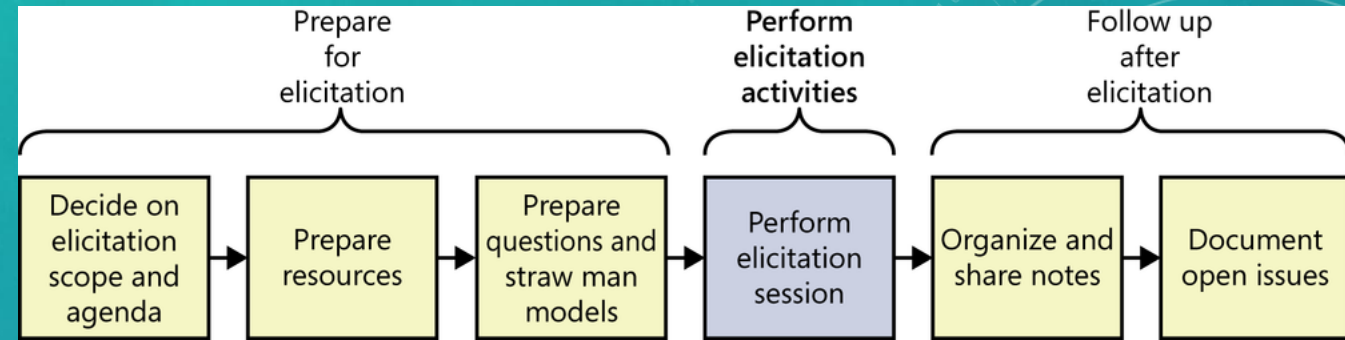 Prepare
for
elicitation
Perform
elicitation
activities
Follow up
after
elicitation
Decide on
elicitation
scope and
agenda
Prepare
resources
Prepare
questions and
straw man
models
Perform
elicitation
session
Organize and
share notes
Document
open issues